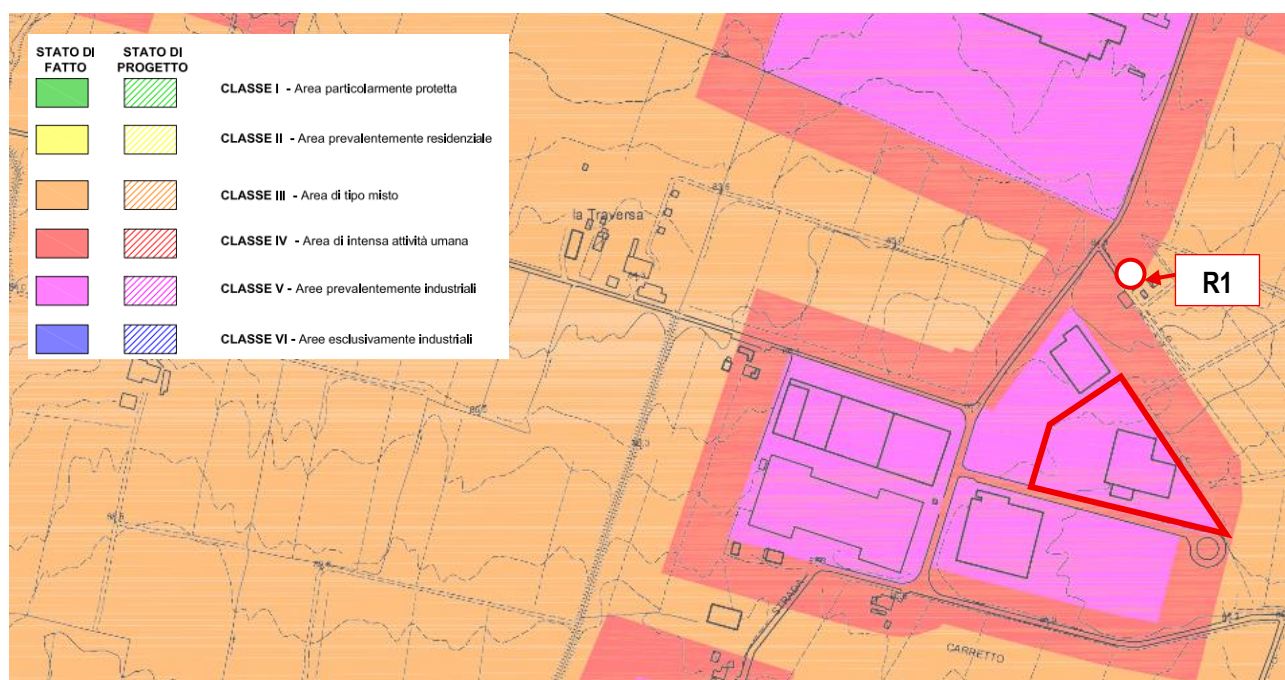 STATO DI FATTO
STATO DI PROGETTO
CLASSE I - Area particolarmente protetta
CLASSE II - Area prevalentemente residenziale
CLASSE III - Area di tipo misto
CLASSE IV - Area di intensa attività umana
CLASSE V - Aree prevalentemente industriali
CLASSE VI - Aree esclusivamente industriali
la Traversa
R1
STRADA
CARRETTO